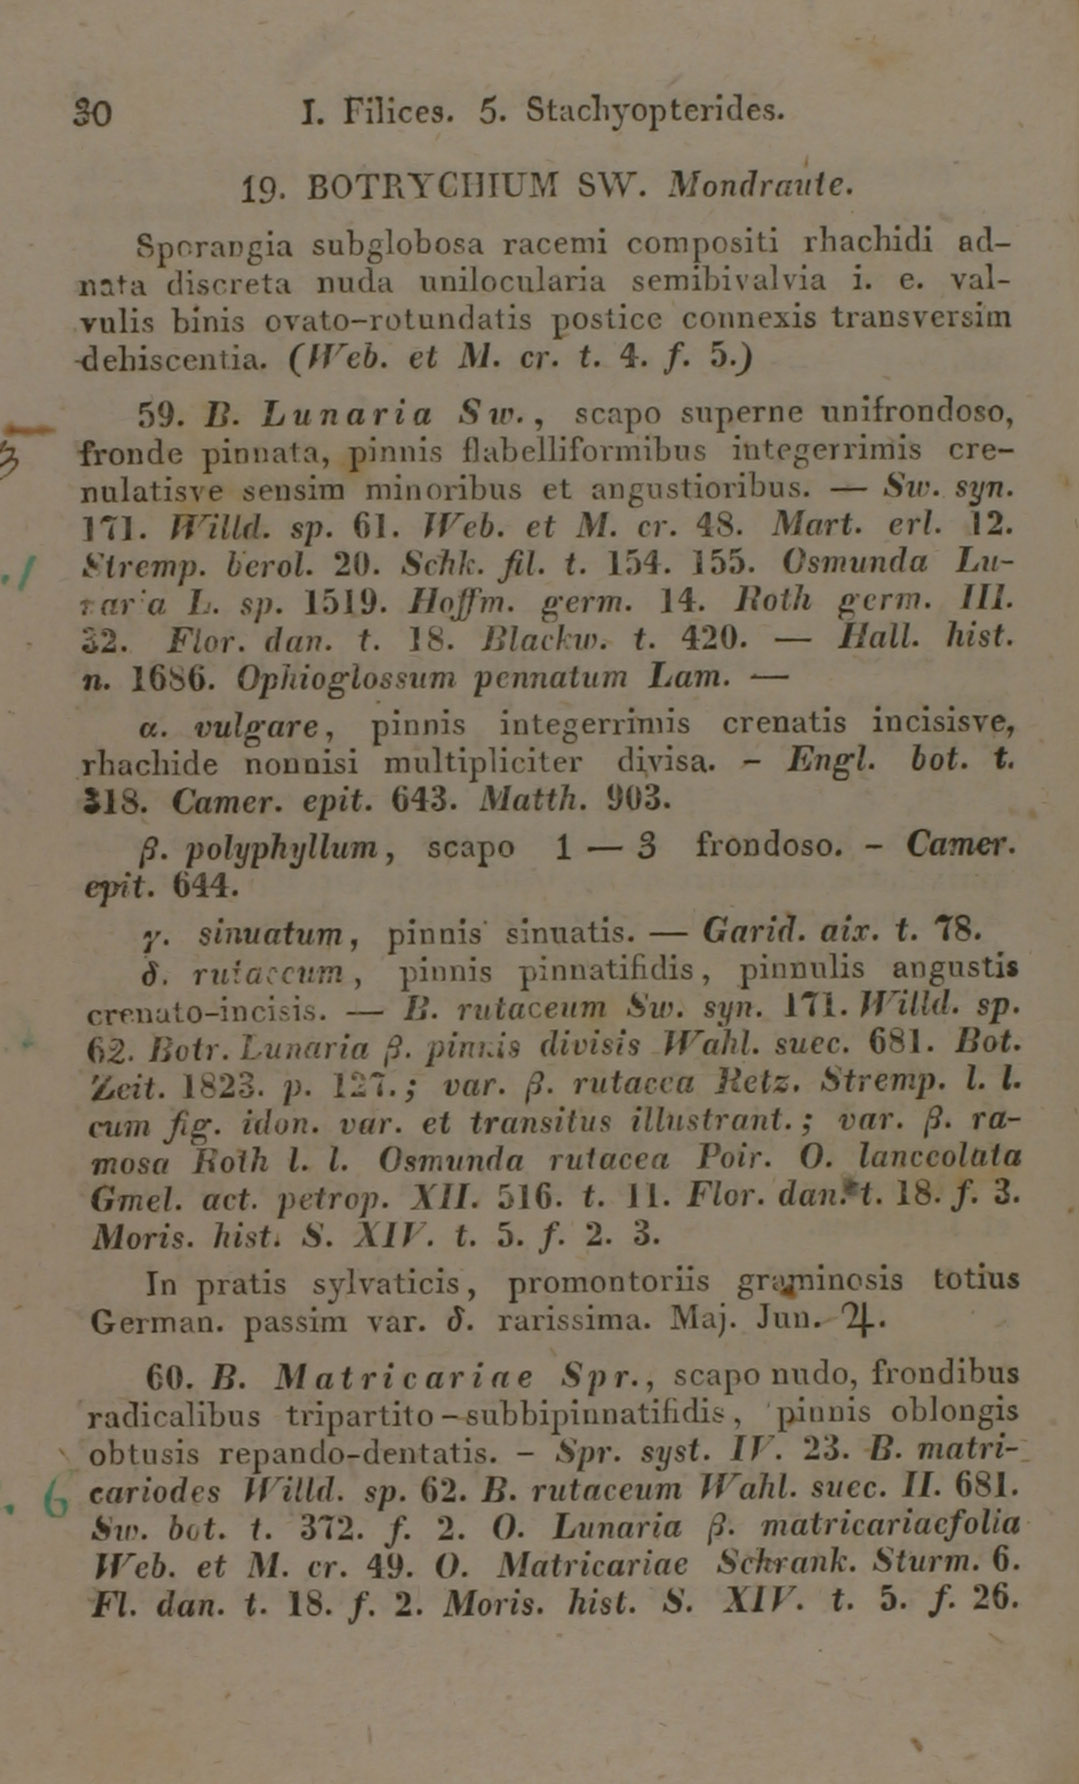 30 I. Filices. 5. Stachyopterides.
19. BOTRYCHIUM SW. Mondraute.
Sporangia subglobosa racemi compositi rhachidi ad-
nata discreta nuda unilocularia semibivalvia i. e. val-
vulis binis ovato-rotundatis postice connexis transversim
dehiscentia. (Web. et M. cr. t. 4. f. 5.)
59. B. Lunaria Sw., scapo superne unifrondoso,
fronde pinnata, pinnis flabelliformibus integerrimis cre-
nulatisve sensim minoribus et angustioribus. — Sw. syn.
171. Willd. sp. 61. Web. et M. cr. 48. Mart. erl. 12.
Stremp. berol. 20. Schk. fil. t. 154. 155. Osmunda Lu-
naria L. sp. 1519. Hoffm. germ. 14. Roth germ. III.
32. Flor. dan. t. 18. Blackw. t. 420. — Hall. hist.
n. 1686. Ophioglossum pennatum Lam. —
α. vulgare, pinnis integerrimis crenatis incisisve,
rhachide nonnisi multipliciter divisa. - Engl. bot. t.
318. Camer. epit. 643. Matth. 903.
β. polyphyllum, scapo 1 — 3 frondoso. - Camer.
epit. 644.
γ. sinuatum, pinnis sinuatis. — Garid. aix. t. 78.
δ. rutaceum, pinnis pinnatifidis, pinnulis angustis
crenato-incisis. — B. rutaceum Sw. syn. 171. Willd. sp.
62. Botr. Lunaria β. pinnis divisis Wahl. suec. 681. Bot.
Zeit. 1823. p. 127.; var. β. rutacea Retz. Stremp. l. l.
cum fig. idon. var. et transitus illustrant.; var. β. ra-
mosa Roth l. l. Osmunda rutacea Poir. O. lanceolata
Gmel. act. petrop. XII. 516. t. 11. Flor. dan. t. 18. f. 3.
Moris. hist. S. XIV. t. 5. f. 2. 3.
In pratis sylvaticis, promontoriis graminosis totius
German. passim var. δ. rarissima. Maj. Jun. ♃.
60. B. Matricariae Spr., scapo nudo, frondibus
radicalibus tripartito-subbipinnatifidis, pinnis oblongis
obtusis repando-dentatis. - Spr. syst. IV. 23. B. matri-
6 cariodes Willd. sp. 62. B. rutaceum Wahl. suec. II. 681.
Sw. bot. t. 372. f. 2. O. Lunaria β. matricariaefolia
Web. et M. cr. 49. O. Matricariae Schrank. Sturm. 6.
Fl. dan. t. 18. f. 2. Moris. hist. S. XIV. t. 5. f. 26.